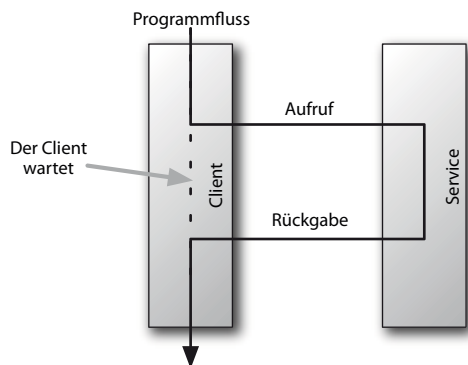 Programmfluss
Aufruf
Der Client
wartet
Client
Service
Rückgabe